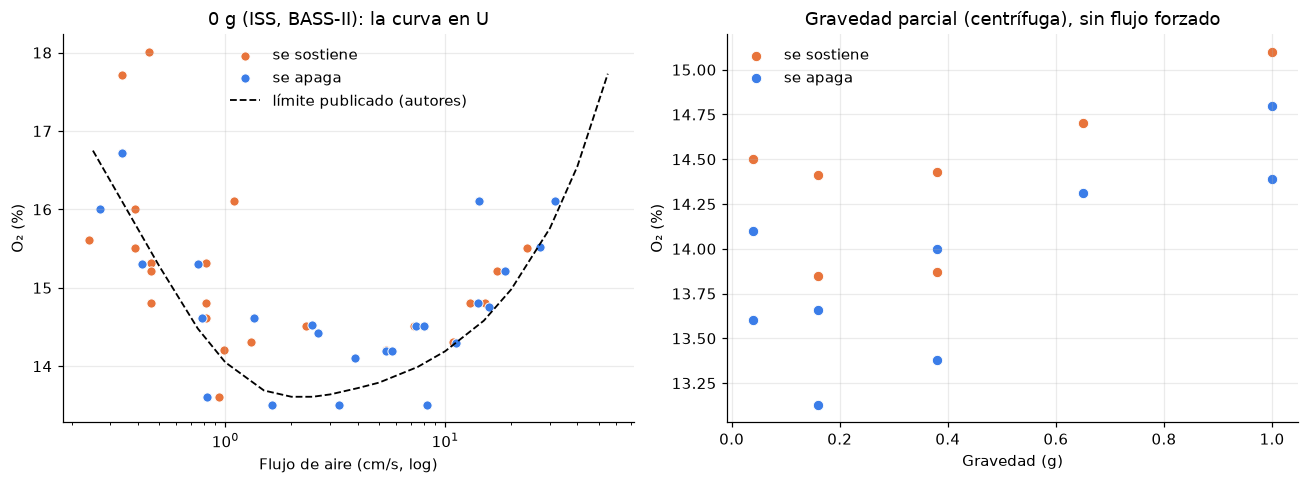 0 g (ISS, BASS-II): la curva en U
se sostiene
se apaga
límite publicado (autores)
O₂ (%)
18
17
16
15
14
10⁰
10¹
Flujo de aire (cm/s, log)
Gravedad parcial (centrífuga), sin flujo forzado
se sostiene
se apaga
O₂ (%)
15.00
14.75
14.50
14.25
14.00
13.75
13.50
13.25
0.0
0.2
0.4
0.6
0.8
1.0
Gravedad (g)